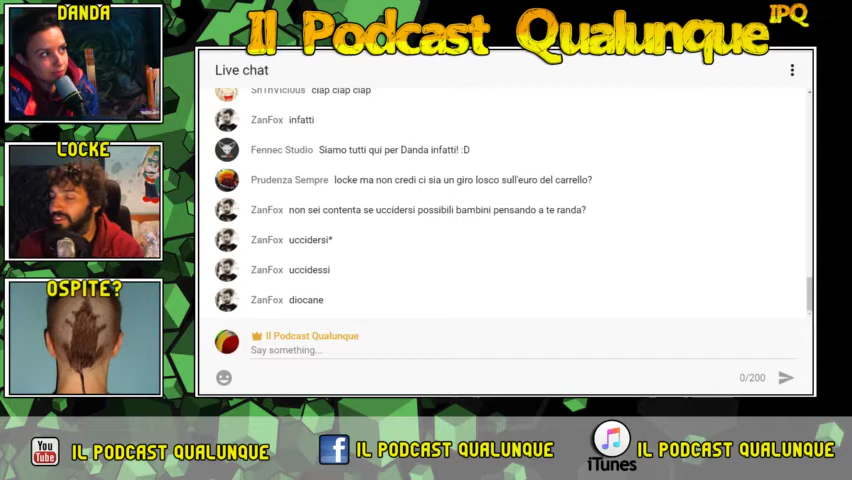 DANDA
Il Podcast Qualunque IPQ
Live chat
ShThVicious clap clap clap
ZanFox infatti
LOCKE
Fennec Studio Siamo tutti qui per Danda infatti! :D
Prudenza Sempre locke ma non credi ci sia un giro losco sull'euro del carrello?
ZanFox non sei contenta se uccidersi possibili bambini pensando a te randa?
ZanFox uccidersi*
ZanFox uccidessi
OSPITE?
ZanFox diocane
Il Podcast Qualunque
Say something...
0/200
You Tube IL PODCAST QUALUNQUE
f IL PODCAST QUALUNQUE
iTunes IL PODCAST QUALUNQUE